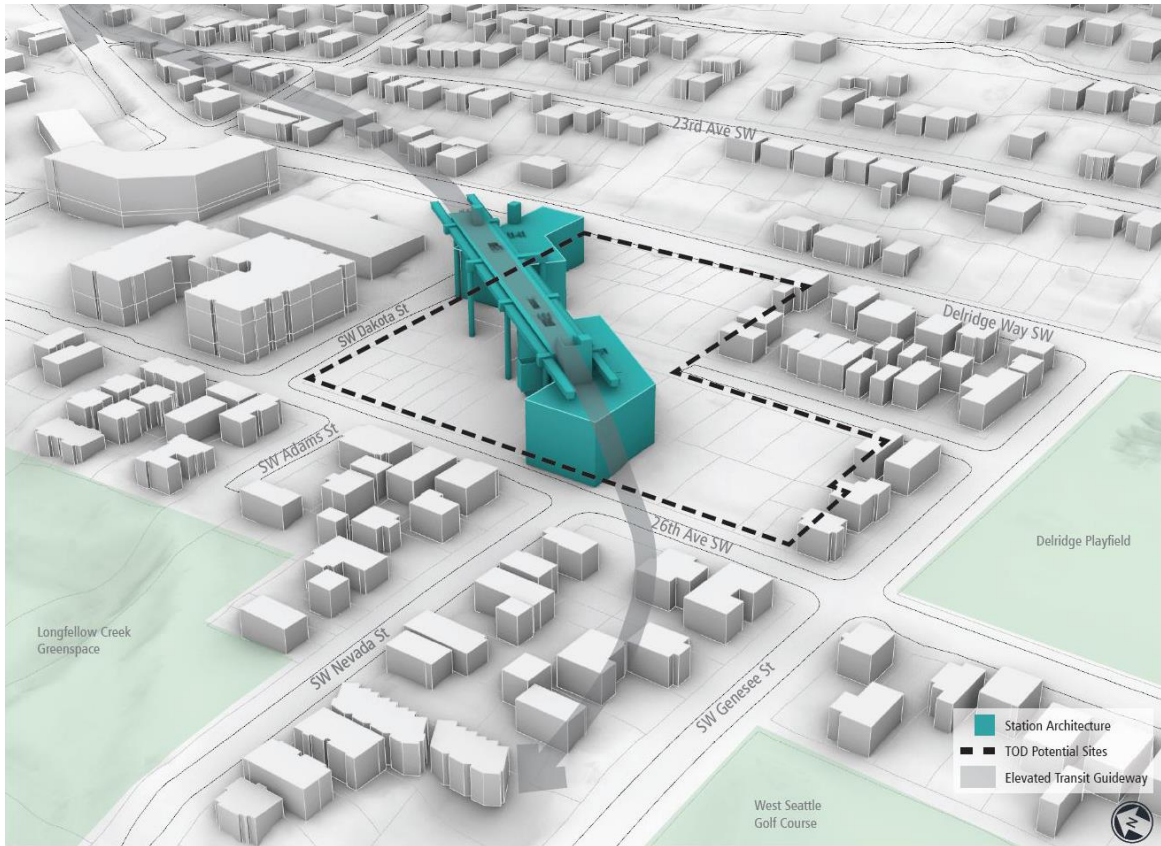 23rd Ave SW
Delridge Way SW
SW Dakota St
SW Adams St
26th Ave SW
Delridge Playfield
Longfellow Creek
Greenspace
SW Nevada St
SW Genesee St
Station Architecture
TOD Potential Sites
Elevated Transit Guideway
West Seattle
Golf Course
N